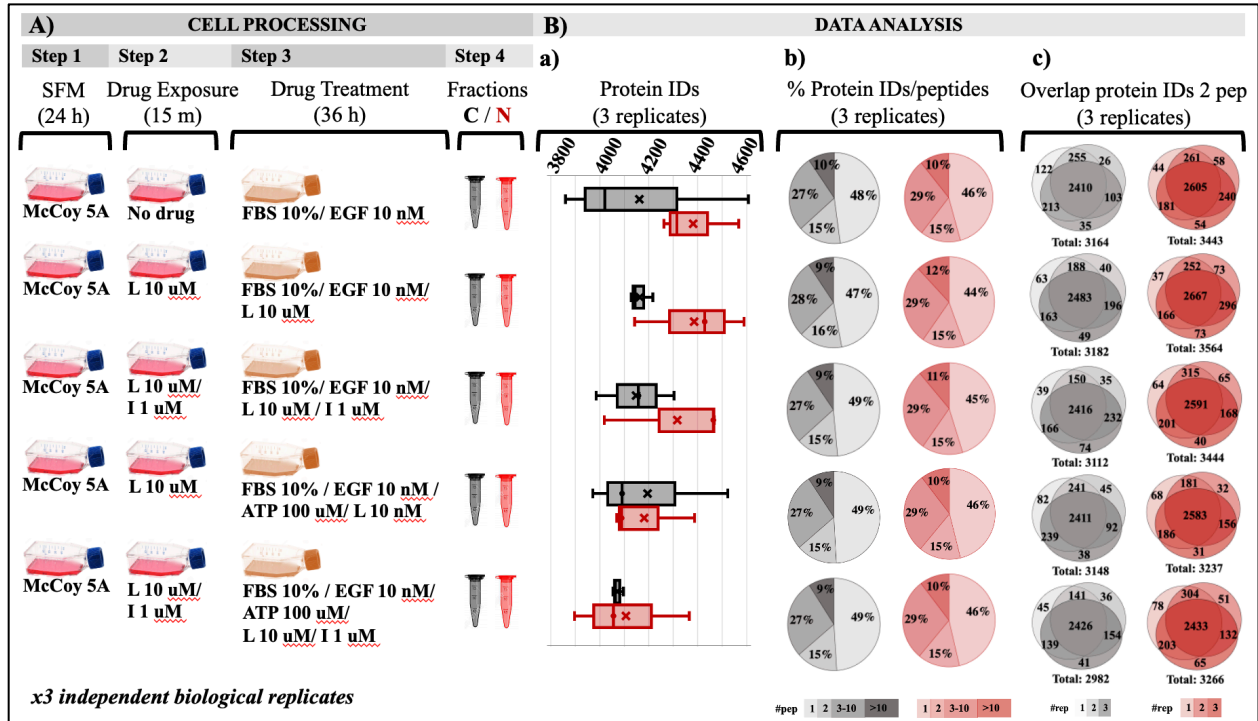 A) CELL PROCESSING
Step 1 Step 2 Step 3 Step 4
SFM (24 h)
Drug Exposure (15 m)
Drug Treatment (36 h)
Fractions C / N
McCoy 5A
No drug
FBS 10%/ EGF 10 nM
McCoy 5A
L 10 uM
FBS 10%/ EGF 10 nM/
L 10 uM
McCoy 5A
L 10 uM/
I 1 uM
FBS 10%/ EGF 10 nM/
L 10 uM / I 1 uM
McCoy 5A
L 10 uM
FBS 10% / EGF 10 nM /
ATP 100 uM/ L 10 nM
McCoy 5A
L 10 uM/
I 1 uM
FBS 10% / EGF 10 nM/
ATP 100 uM/
L 10 uM/ I 1 uM
x3 independent biological replicates
B) DATA ANALYSIS
a)
Protein IDs
(3 replicates)
3800 4000 4200 4400 4600
b)
% Protein IDs/peptides
(3 replicates)
10% 27% 48% 15%
10% 29% 46% 15%
9% 28% 47% 16%
12% 29% 44% 15%
9% 27% 49% 15%
11% 29% 45% 15%
9% 27% 49% 15%
10% 29% 46% 15%
9% 27% 49% 15%
10% 29% 46% 15%
#pep 1 2 3-10 >10
1 2 3-10 >10
c)
Overlap protein IDs 2 pep
(3 replicates)
122 255 26 2410 103 213 35
Total: 3164
44 261 58 2605 240 181 54
Total: 3443
63 188 40 2483 196 163 49
Total: 3182
37 252 73 2667 296 166 73
Total: 3564
39 150 35 2416 232 166 74
Total: 3112
64 315 65 2591 168 201 40
Total: 3444
82 241 45 2411 92 239 38
Total: 3148
68 181 32 2583 156 186 31
Total: 3237
45 141 36 2426 154 139 41
Total: 2982
78 304 51 2433 132 203 65
Total: 3266
#rep 1 2 3
#rep 1 2 3